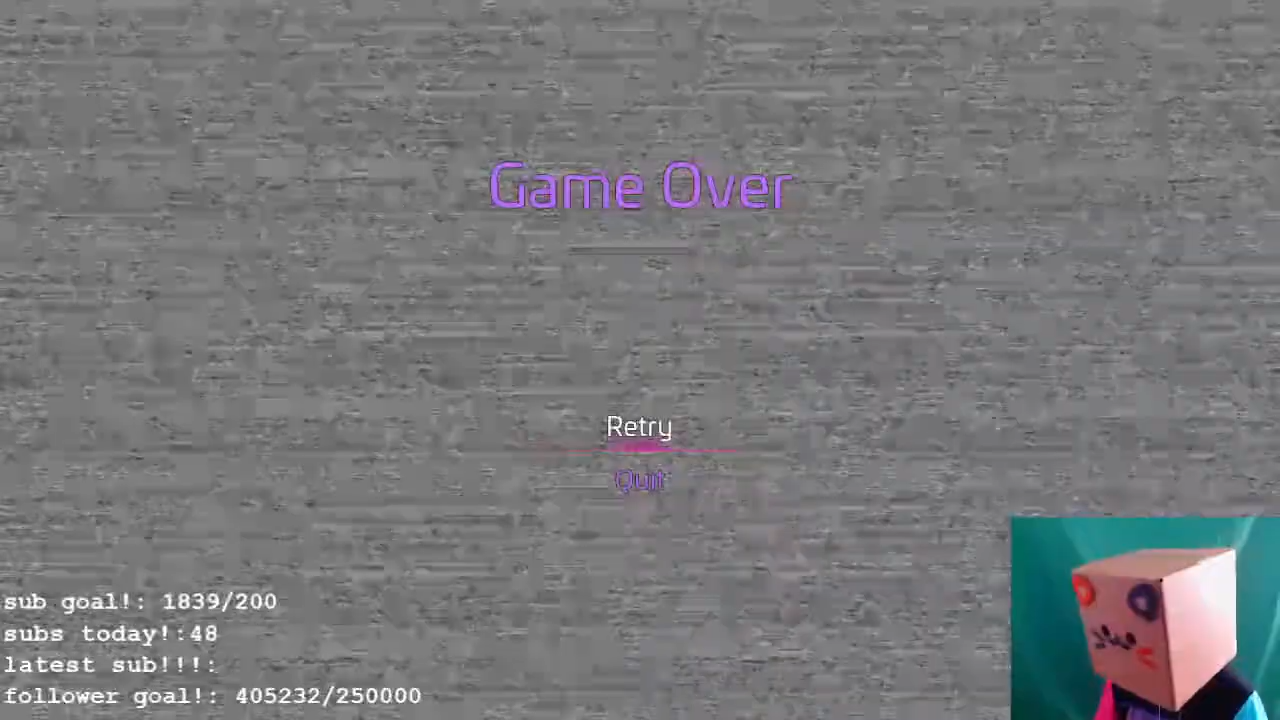 Game Over
Retry
Quit
sub goal!: 1839/200
subs today!:48
latest sub!!!:
follower goal!: 405232/250000